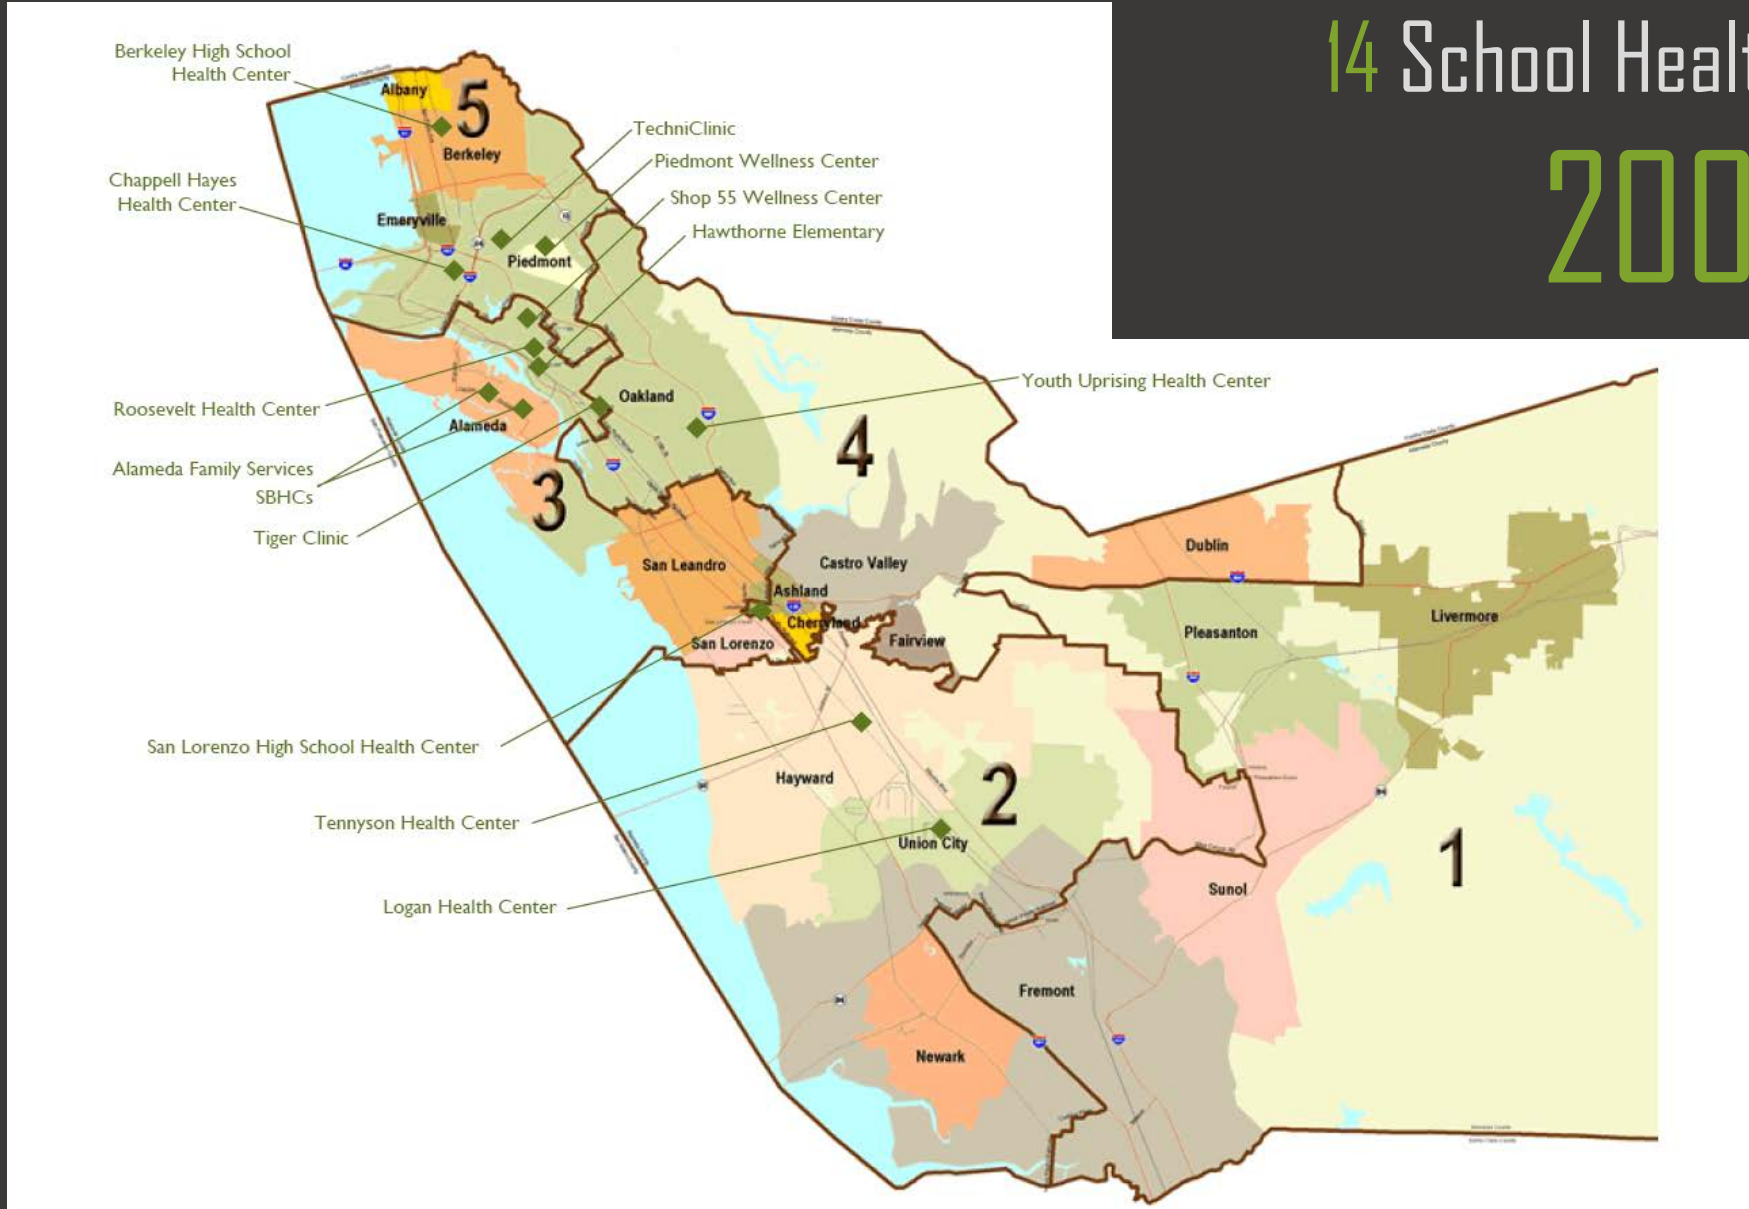 14 School Healt
200
Berkeley High School
Health Center
Albany
5
Berkeley
TechniClinic
Piedmont Wellness Center
Chappell Hayes
Health Center
Shop 55 Wellness Center
Emeryville
Hawthorne Elementary
Piedmont
Youth Uprising Health Center
Oakland
Roosevelt Health Center
Alameda
4
Alameda Family Services
SBHCs
3
Tiger Clinic
Dublin
San Leandro
Castro Valley
Ashland
Livermore
Cherryland
Pleasanton
San Lorenzo
Fairview
San Lorenzo High School Health Center
Hayward
2
Tennyson Health Center
Union City
1
Sunol
Logan Health Center
Fremont
Newark